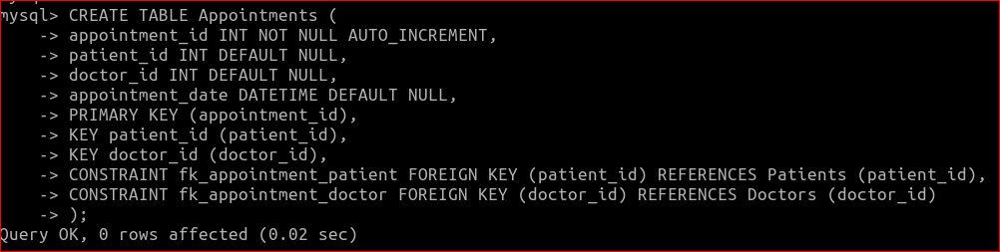 mysql> CREATE TABLE Appointments (
    -> appointment_id INT NOT NULL AUTO_INCREMENT,
    -> patient_id INT DEFAULT NULL,
    -> doctor_id INT DEFAULT NULL,
    -> appointment_date DATETIME DEFAULT NULL,
    -> PRIMARY KEY (appointment_id),
    -> KEY patient_id (patient_id),
    -> KEY doctor_id (doctor_id),
    -> CONSTRAINT fk_appointment_patient FOREIGN KEY (patient_id) REFERENCES Patients (patient_id),
    -> CONSTRAINT fk_appointment_doctor FOREIGN KEY (doctor_id) REFERENCES Doctors (doctor_id)
    -> );
Query OK, 0 rows affected (0.02 sec)